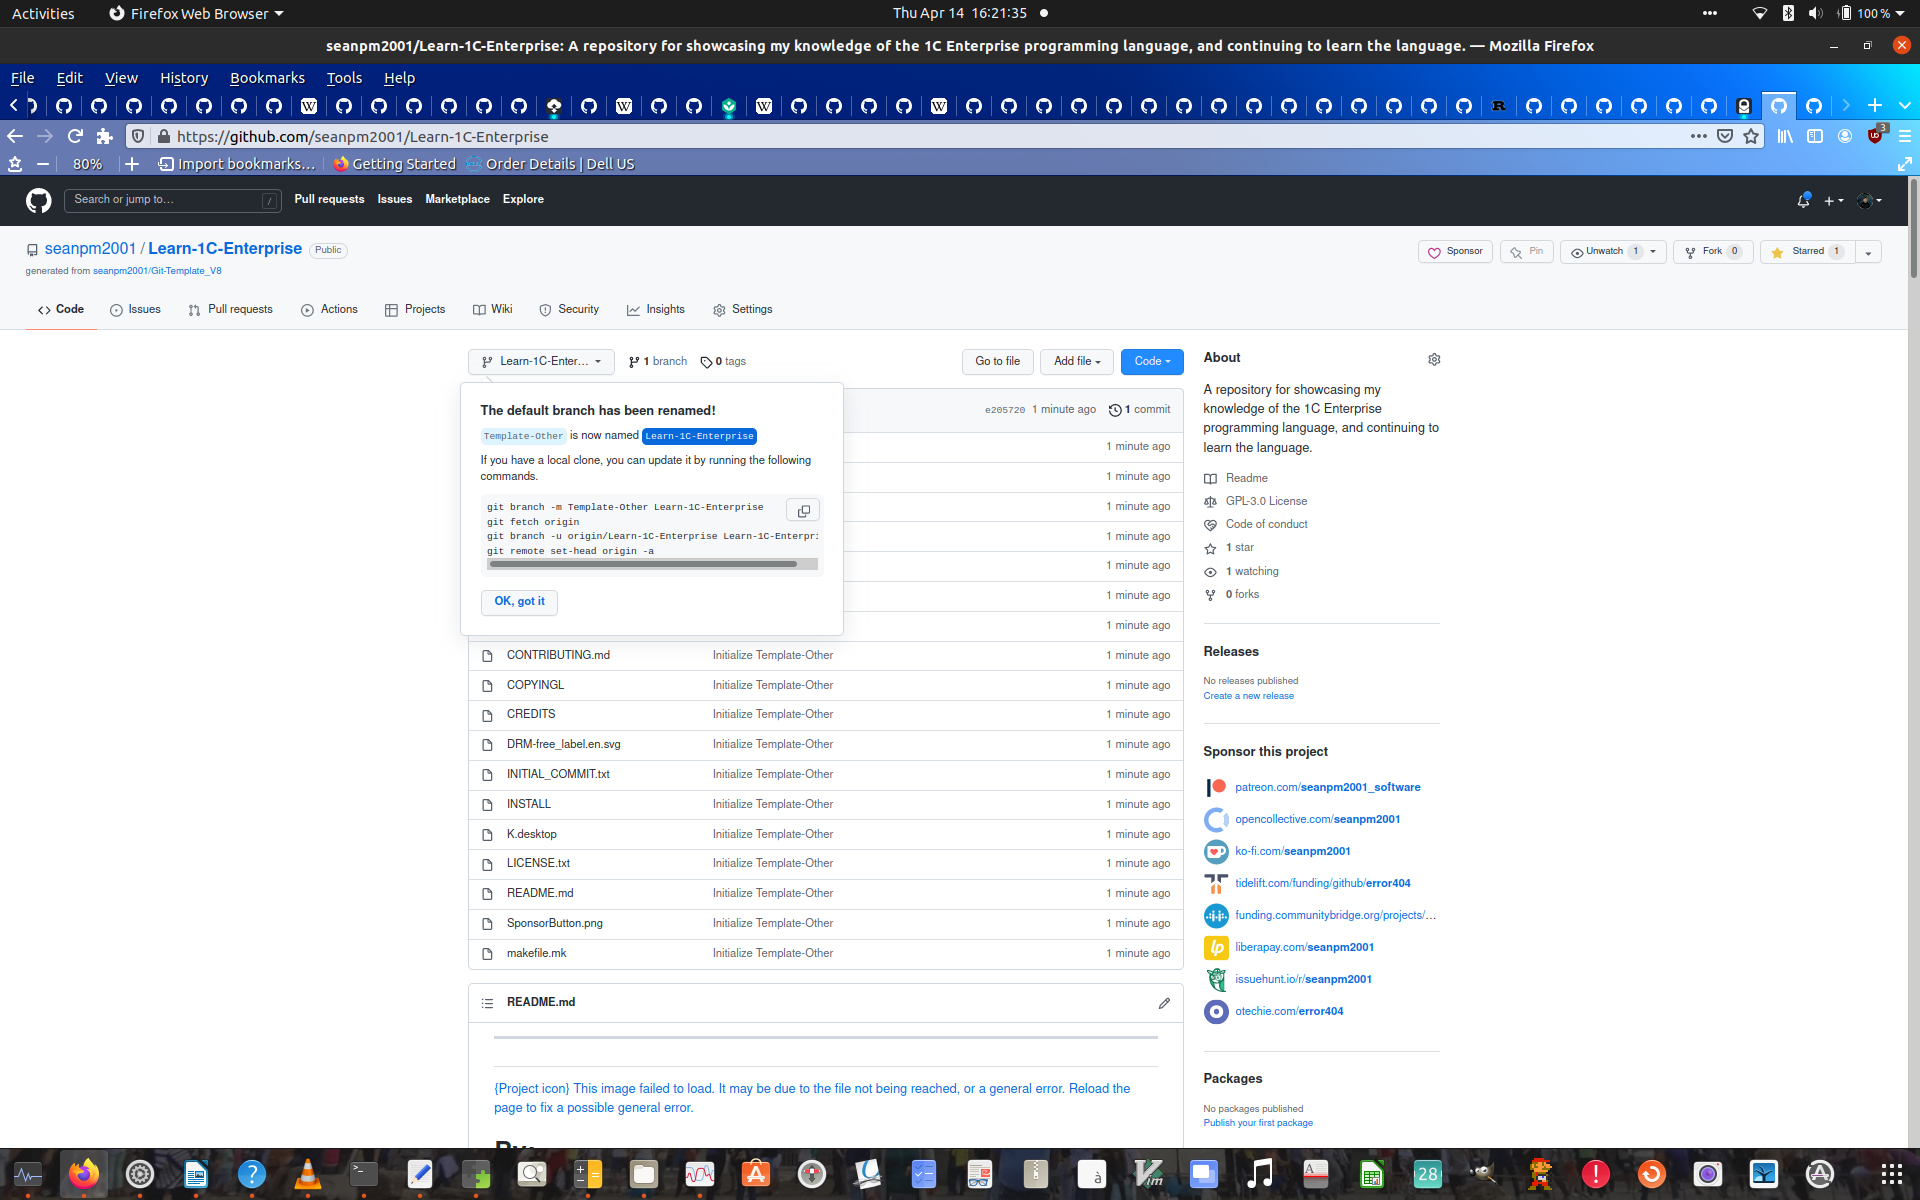 Activities
Firefox Web Browser
Thu Apr 14 16:21:35
100 %
seanpm2001/Learn-1C-Enterprise: A repository for showcasing my knowledge of the 1C Enterprise programming language, and continuing to learn the language. — Mozilla Firefox
File Edit View History Bookmarks Tools Help
https://github.com/seanpm2001/Learn-1C-Enterprise
3
80%
Import bookmarks...
Getting Started
Order Details | Dell US
Search or jump to...
/
Pull requests Issues Marketplace Explore
seanpm2001 / Learn-1C-Enterprise
Public
generated from seanpm2001/Git-Template_V8
Sponsor
Pin
Unwatch 1
Fork 0
Starred 1
Code
Issues
Pull requests
Actions
Projects
Wiki
Security
Insights
Settings
Learn-1C-Enter...
1 branch
0 tags
Go to file
Add file
Code
The default branch has been renamed!
Template-Other is now named Learn-1C-Enterprise
If you have a local clone, you can update it by running the following
commands.
git branch -m Template-Other Learn-1C-Enterprise
git fetch origin
git branch -u origin/Learn-1C-Enterprise Learn-1C-Enterpri
git remote set-head origin -a
OK, got it
e205720 1 minute ago
1 commit
1 minute ago
1 minute ago
1 minute ago
1 minute ago
1 minute ago
1 minute ago
1 minute ago
CONTRIBUTING.md Initialize Template-Other 1 minute ago
COPYINGL Initialize Template-Other 1 minute ago
CREDITS Initialize Template-Other 1 minute ago
DRM-free_label.en.svg Initialize Template-Other 1 minute ago
INITIAL_COMMIT.txt Initialize Template-Other 1 minute ago
INSTALL Initialize Template-Other 1 minute ago
K.desktop Initialize Template-Other 1 minute ago
LICENSE.txt Initialize Template-Other 1 minute ago
README.md Initialize Template-Other 1 minute ago
SponsorButton.png Initialize Template-Other 1 minute ago
makefile.mk Initialize Template-Other 1 minute ago
README.md
{Project icon} This image failed to load. It may be due to the file not being reached, or a general error. Reload the
page to fix a possible general error.
About
A repository for showcasing my
knowledge of the 1C Enterprise
programming language, and continuing to
learn the language.
Readme
GPL-3.0 License
Code of conduct
1 star
1 watching
0 forks
Releases
No releases published
Create a new release
Sponsor this project
patreon.com/seanpm2001_software
opencollective.com/seanpm2001
ko-fi.com/seanpm2001
tidelift.com/funding/github/error404
funding.communitybridge.org/projects/...
liberapay.com/seanpm2001
issuehunt.io/r/seanpm2001
otechie.com/error404
Packages
No packages published
Publish your first package
28